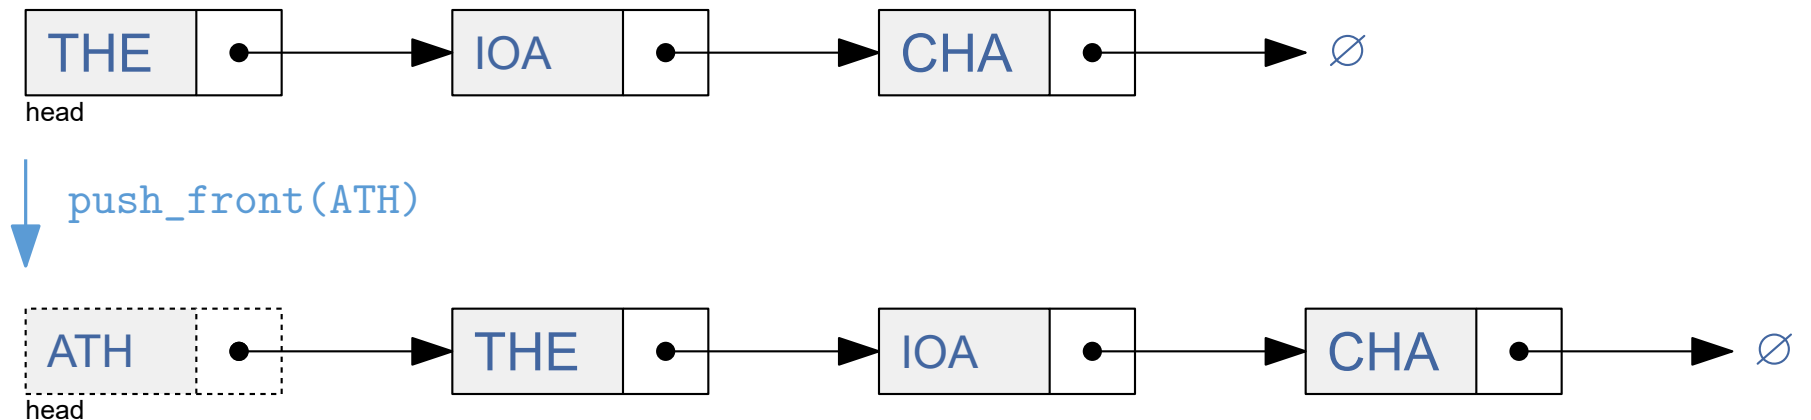 THE IOA CHA ∅
head
push_front(ATH)
ATH THE IOA CHA ∅
head